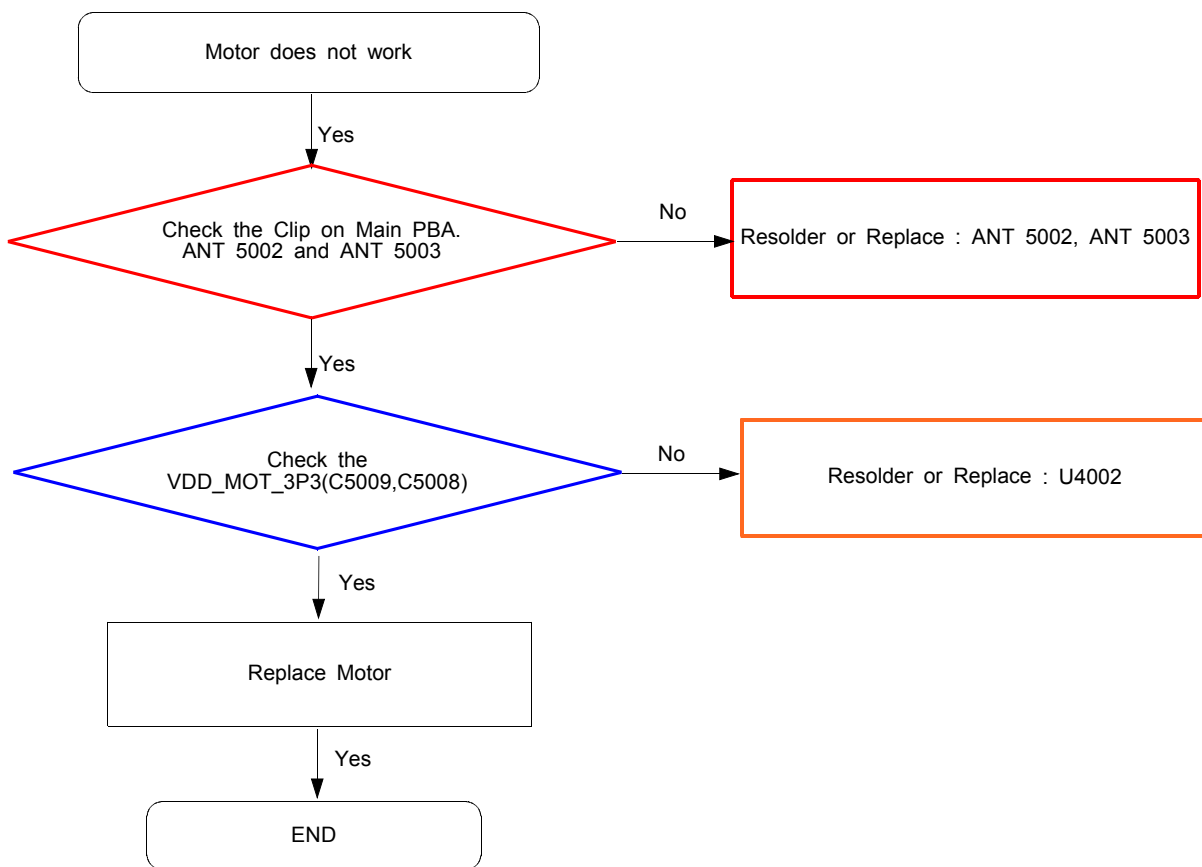 Motor does not work
Yes
Check the Clip on Main PBA.
ANT 5002 and ANT 5003
No
Resolder or Replace : ANT 5002, ANT 5003
Yes
Check the
VDD_MOT_3P3(C5009,C5008)
No
Resolder or Replace : U4002
Yes
Replace Motor
Yes
END